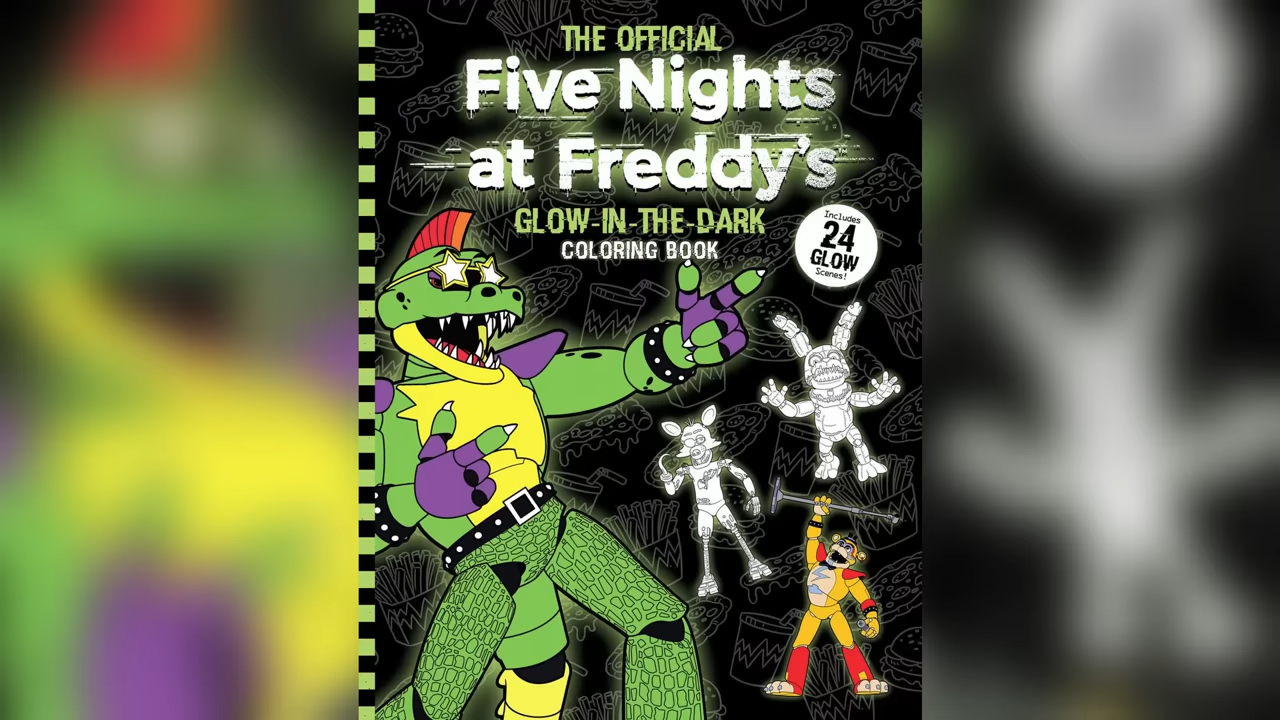 THE OFFICIAL
Five Nights
at Freddy's
GLOW-IN-THE-DARK
COLORING BOOK
Includes
24
GLOW
Scenes!